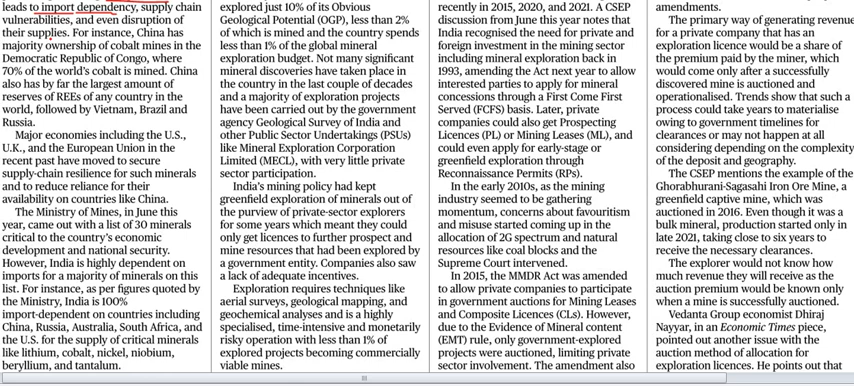 leads to import dependency, supply chain
vulnerabilities, and even disruption of
their supplies. For instance, China has
majority ownership of cobalt mines in the
Democratic Republic of Congo, where
70% of the world's cobalt is mined. China
also has by far the largest amount of
reserves of REEs of any country in the
world, followed by Vietnam, Brazil and
Russia.
Major economies including the U.S.,
U.K., and the European Union in the
recent past have moved to secure
supply-chain resilience for such minerals
and to reduce reliance for their
availability on countries like China.
The Ministry of Mines, in June this
year, came out with a list of 30 minerals
critical to the country's economic
development and national security.
However, India is highly dependent on
imports for a majority of minerals on this
list. For instance, as per figures quoted by
the Ministry, India is 100%
import-dependent on countries including
China, Russia, Australia, South Africa, and
the U.S. for the supply of critical minerals
like lithium, cobalt, nickel, niobium,
beryllium, and tantalum.
explored just 10% of its Obvious
Geological Potential (OGP), less than 2%
of which is mined and the country spends
less than 1% of the global mineral
exploration budget. Not many significant
mineral discoveries have taken place in
the country in the last couple of decades
and a majority of exploration projects
have been carried out by the government
agency Geological Survey of India and
other Public Sector Undertakings (PSUs)
like Mineral Exploration Corporation
Limited (MECL), with very little private
sector participation.
India's mining policy had kept
greenfield exploration of minerals out of
the purview of private-sector explorers
for some years which meant they could
only get licences to further prospect and
mine resources that had been explored by
a government entity. Companies also saw
a lack of adequate incentives.
Exploration requires techniques like
aerial surveys, geological mapping, and
geochemical analyses and is a highly
specialised, time-intensive and monetarily
risky operation with less than 1% of
explored projects becoming commercially
viable mines.
recently in 2015, 2020, and 2021. A CSEP
discussion from June this year notes that
India recognised the need for private and
foreign investment in the mining sector
including mineral exploration back in
1993, amending the Act next year to allow
interested parties to apply for mineral
concessions through a First Come First
Served (FCFS) basis. Later, private
companies could also get Prospecting
Licences (PL) or Mining Leases (ML), and
could even apply for early-stage or
greenfield exploration through
Reconnaissance Permits (RPs).
In the early 2010s, as the mining
industry seemed to be gathering
momentum, concerns about favouritism
and misuse started coming up in the
allocation of 2G spectrum and natural
resources like coal blocks and the
Supreme Court intervened.
In 2015, the MMDR Act was amended
to allow private companies to participate
in government auctions for Mining Leases
and Composite Licences (CLs). However,
due to the Evidence of Mineral content
(EMT) rule, only government-explored
projects were auctioned, limiting private
sector involvement. The amendment also
amendments.
The primary way of generating revenue
for a private company that has an
exploration licence would be a share of
the premium paid by the miner, which
would come only after a successfully
discovered mine is auctioned and
operationalised. Trends show that such a
process could take years to materialise
owing to government timelines for
clearances or may not happen at all
considering depending on the complexity
of the deposit and geography.
The CSEP mentions the example of the
Ghorabhurani-Sagasahi Iron Ore Mine, a
greenfield captive mine, which was
auctioned in 2016. Even though it was a
bulk mineral, production started only in
late 2021, taking close to six years to
receive the necessary clearances.
The explorer would not know how
much revenue they will receive as the
auction premium would be known only
when a mine is successfully auctioned.
Vedanta Group economist Dhiraj
Nayyar, in an Economic Times piece,
pointed out another issue with the
auction method of allocation for
exploration licences. He points out that